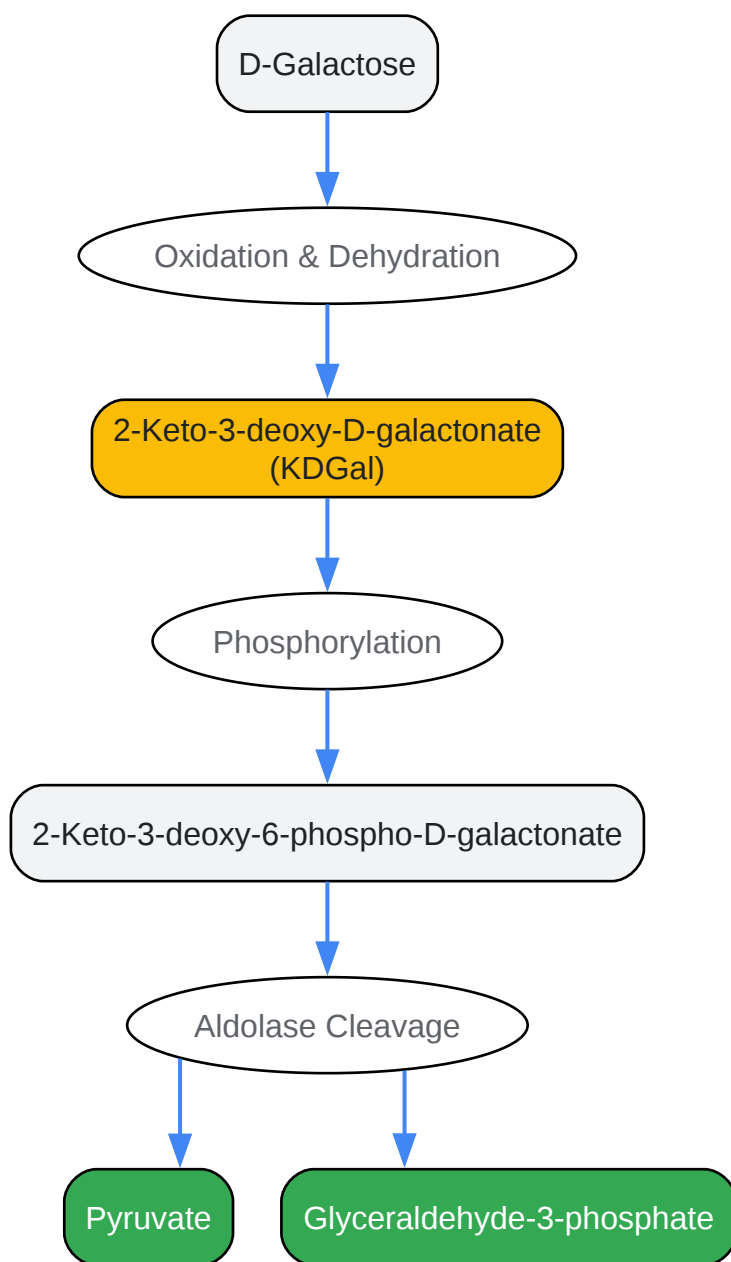 D-Galactose
Oxidation & Dehydration
2-Keto-3-deoxy-D-galactonate
(KDGal)
Phosphorylation
2-Keto-3-deoxy-6-phospho-D-galactonate
Aldolase Cleavage
Pyruvate
Glyceraldehyde-3-phosphate